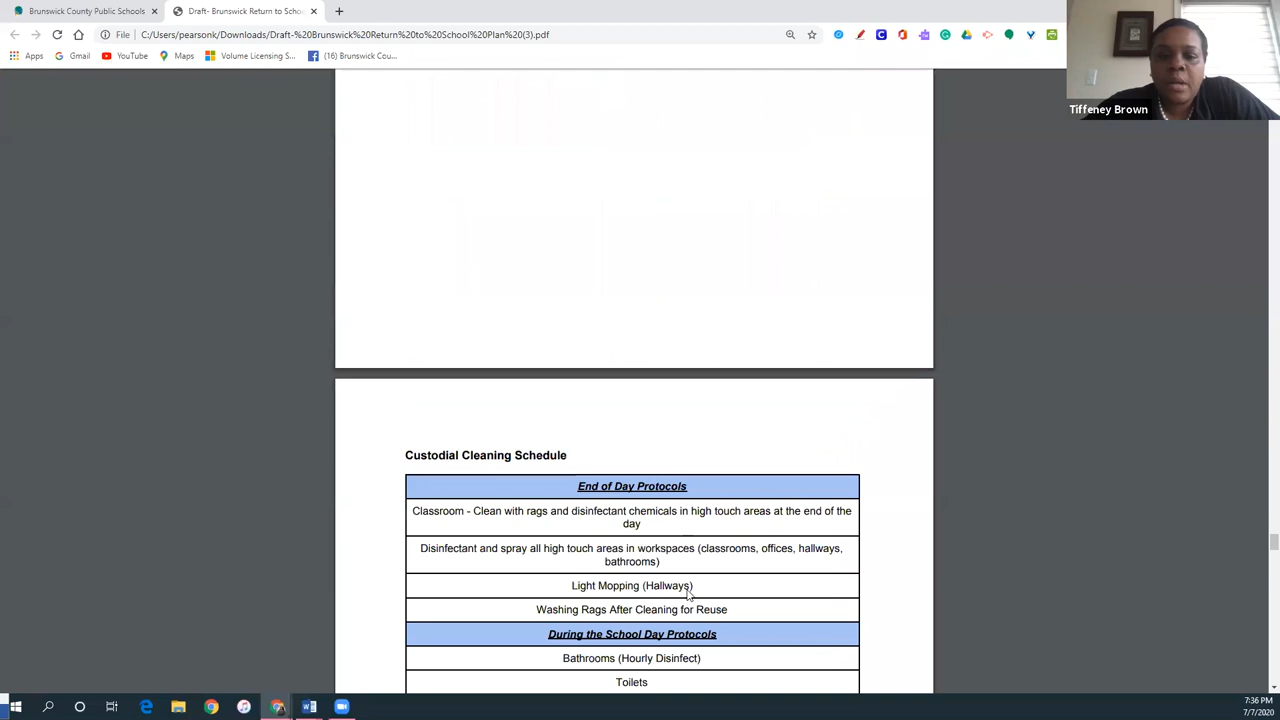 Brunswick County Public Schools
Draft- Brunswick Return to Schoo
File
C:/Users/pearsonk/Downloads/Draft-%20Brunswick%20Return%20to%20School%20Plan%20(3).pdf
Apps
Gmail
YouTube
Maps
Volume Licensing S...
(16) Brunswick Cou...
Tiffeney Brown
Custodial Cleaning Schedule
End of Day Protocols
Classroom - Clean with rags and disinfectant chemicals in high touch areas at the end of the
day
Disinfectant and spray all high touch areas in workspaces (classrooms, offices, hallways,
bathrooms)
Light Mopping (Hallways)
Washing Rags After Cleaning for Reuse
During the School Day Protocols
Bathrooms (Hourly Disinfect)
Toilets
7:36 PM
7/7/2020